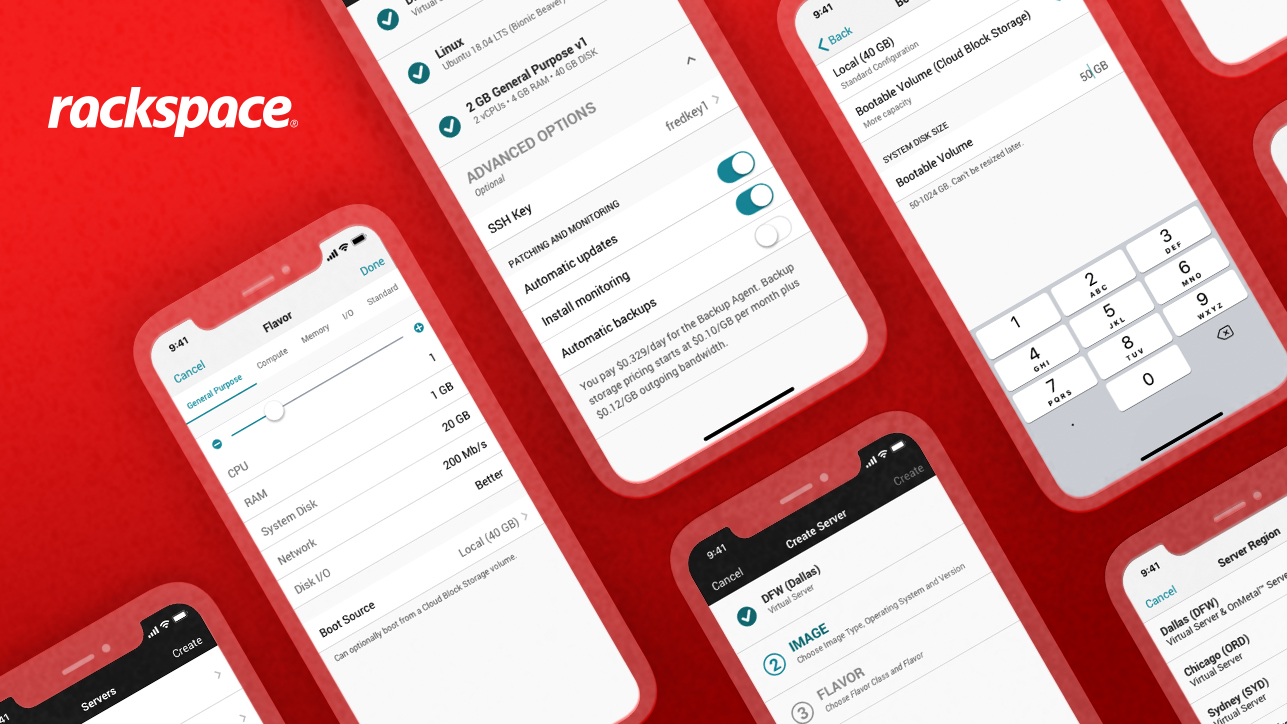 rackspace®
Virtual
Linux
Ubuntu 18.04 LTS (Bionic Beaver)
2 GB General Purpose v1
2 vCPUs • 4 GB RAM • 40 GB DISK
ADVANCED OPTIONS
Optional
SSH Key
fredkey1
PATCHING AND MONITORING
Automatic updates
Install monitoring
Automatic backups
You pay $0.329/day for the Backup Agent. Backup
storage pricing starts at $0.10/GB per month plus
$0.12/GB outgoing bandwidth.
9:41
Back
Local (40 GB)
Standard Configuration
Bootable Volume (Cloud Block Storage)
More capacity
SYSTEM DISK SIZE
Bootable Volume
50 GB
50-1024 GB. Can't be resized later.
1
2
ABC
3
DEF
4
GHI
5
JKL
6
MNO
7
PQRS
8
TUV
9
WXYZ
.
0
9:41
Cancel
Flavor
Done
General Purpose
Compute
Memory
I/O
Standard
CPU
1
RAM
1 GB
System Disk
20 GB
Network
200 Mb/s
Disk I/O
Better
Boot Source
Local (40 GB)
Can optionally boot from a Cloud Block Storage volume.
:41
Servers
Create
9:41
Cancel
Create Server
Create
DFW (Dallas)
Virtual Server
2
IMAGE
Choose Image Type, Operating System and Version
3
FLAVOR
Choose Flavor Class and Flavor
9:41
Cancel
Server Region
Dallas (DFW)
Virtual Server & OnMetal™ Serve
Chicago (ORD)
Virtual Server
Sydney (SYD)
Virtual Server